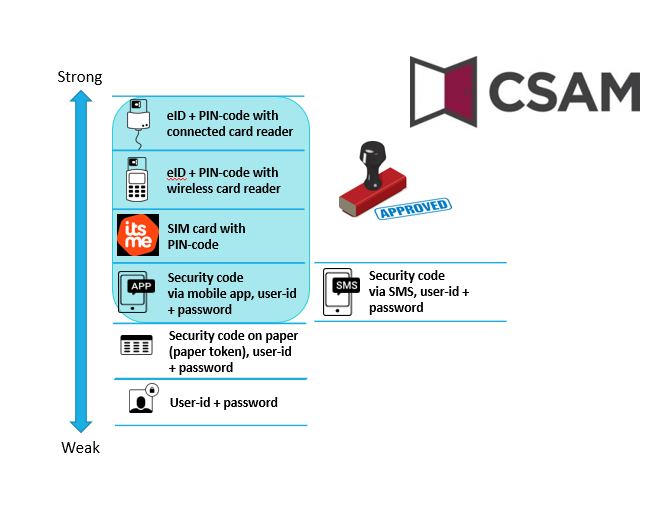 CSAM
Strong
eID + PIN-code with
connected card reader
eID + PIN-code with
wireless card reader
APPROVED
its
me
SIM card with
PIN-code
APP
Security code
via mobile app, user-id
+ password
SMS
Security code
via SMS, user-id +
password
Security code on paper
(paper token), user-id
+ password
User-id + password
Weak